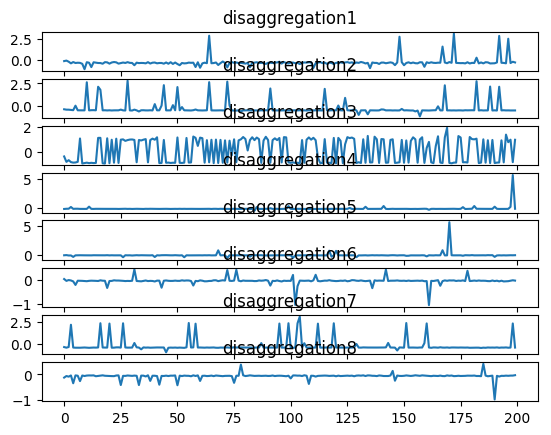 disaggregation1
2.5
0.0
disaggregation2
2.5
0.0
disaggregation3
2
0
disaggregation4
5
0
disaggregation5
5
0
disaggregation6
0
−1
disaggregation7
2.5
0.0
disaggregation8
0
−1
0 25 50 75 100 125 150 175 200